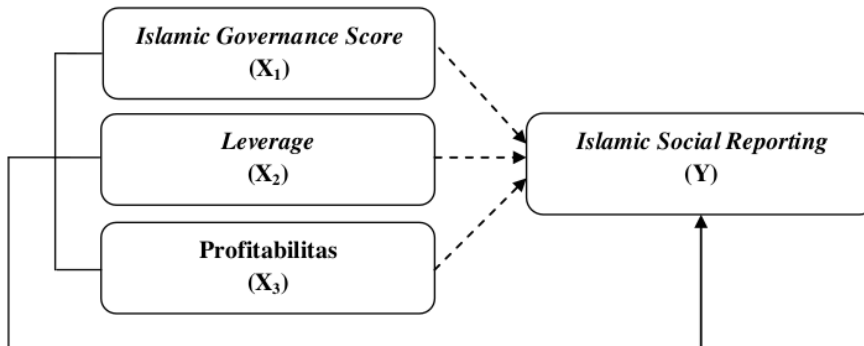 Islamic Governance Score
(X₁)
Leverage
(X₂)
Profitabilitas
(X₃)
Islamic Social Reporting
(Y)